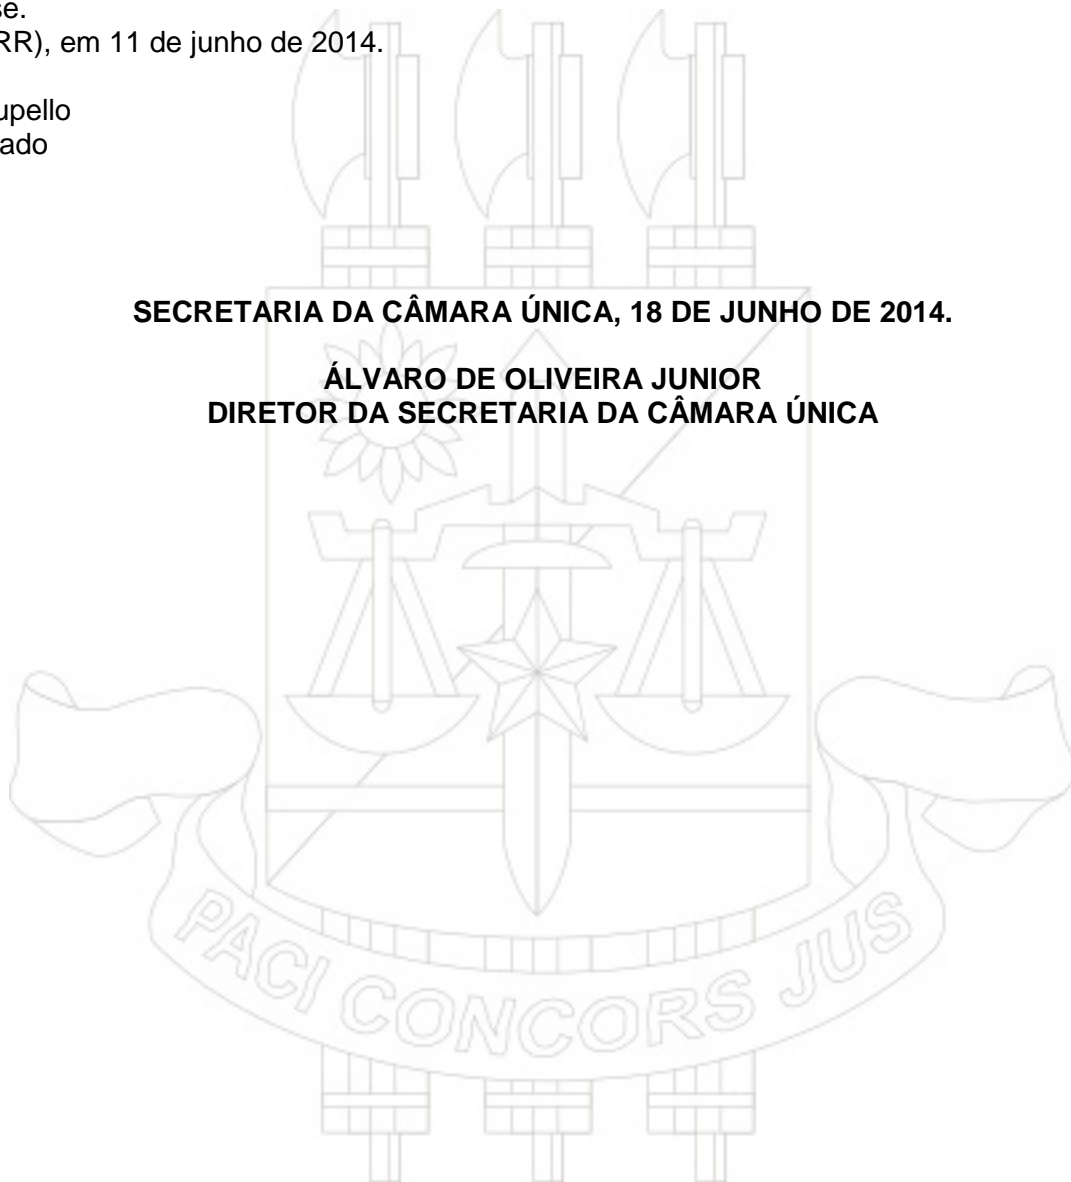 se.
RR), em 11 de junho de 2014.
upello
ado
SECRETARIA DA CÂMARA ÚNICA, 18 DE JUNHO DE 2014.
ÁLVARO DE OLIVEIRA JUNIOR
DIRETOR DA SECRETARIA DA CÂMARA ÚNICA
PACI CONCORS JUS